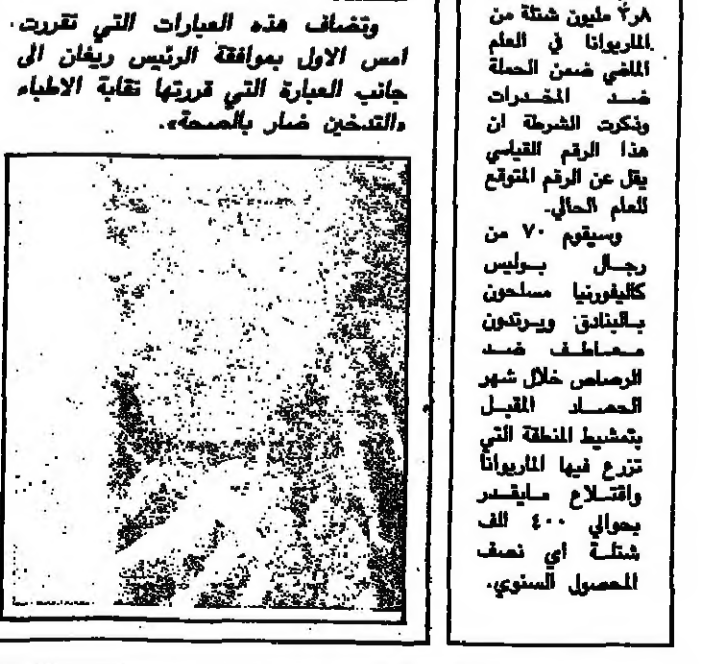 ٣ر٨ مليون شتلة من
الماريوانا في العلم
الماضي ضمن الحملة
ضد المخدرات
وذكرت الشرطة ان
هذا الرقم القياسي
يقل عن الرقم المتوقع
للعلم الحالي.
وسيقوم ٧٠ من
رجال بوليس
كاليفورنيا مسلحون
بالبنادق ويرتدون
معاطف ضد
الرصاص خلال شهر
الحصاد المقبل
بتمشيط المنطقة التي
تزرع فيها الماريوانا
واقتلاع مايقدر
بحوالي ٤٠٠ الف
شتلة اي نصف
المحصول السنوي.
وتضاف هذه العبارات التي تقررت
امس الاول بموافقة الرئيس ريغان الى
جانب العبارة التي قررتها نقابة الاطباء
«التدخين ضار بالصحة».